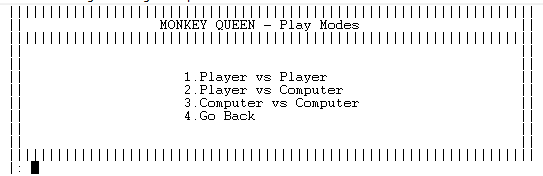 MONKEY QUEEN - Play Modes
1.Player vs Player
2.Player vs Computer
3.Computer vs Computer
4.Go Back
|: